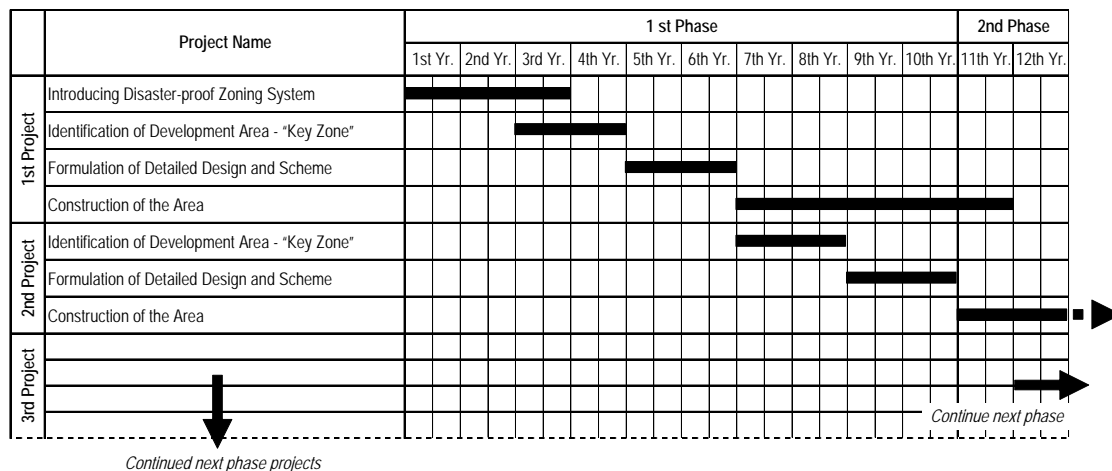 Project Name
1 st Phase
2nd Phase
1st Yr. 2nd Yr. 3rd Yr. 4th Yr. 5th Yr. 6th Yr. 7th Yr. 8th Yr. 9th Yr. 10th Yr. 11th Yr. 12th Yr.
1st Project
Introducing Disaster-proof Zoning System
Identification of Development Area - “Key Zone”
Formulation of Detailed Design and Scheme
Construction of the Area
2nd Project
Identification of Development Area - “Key Zone”
Formulation of Detailed Design and Scheme
Construction of the Area
3rd Project
Continue next phase
Continued next phase projects